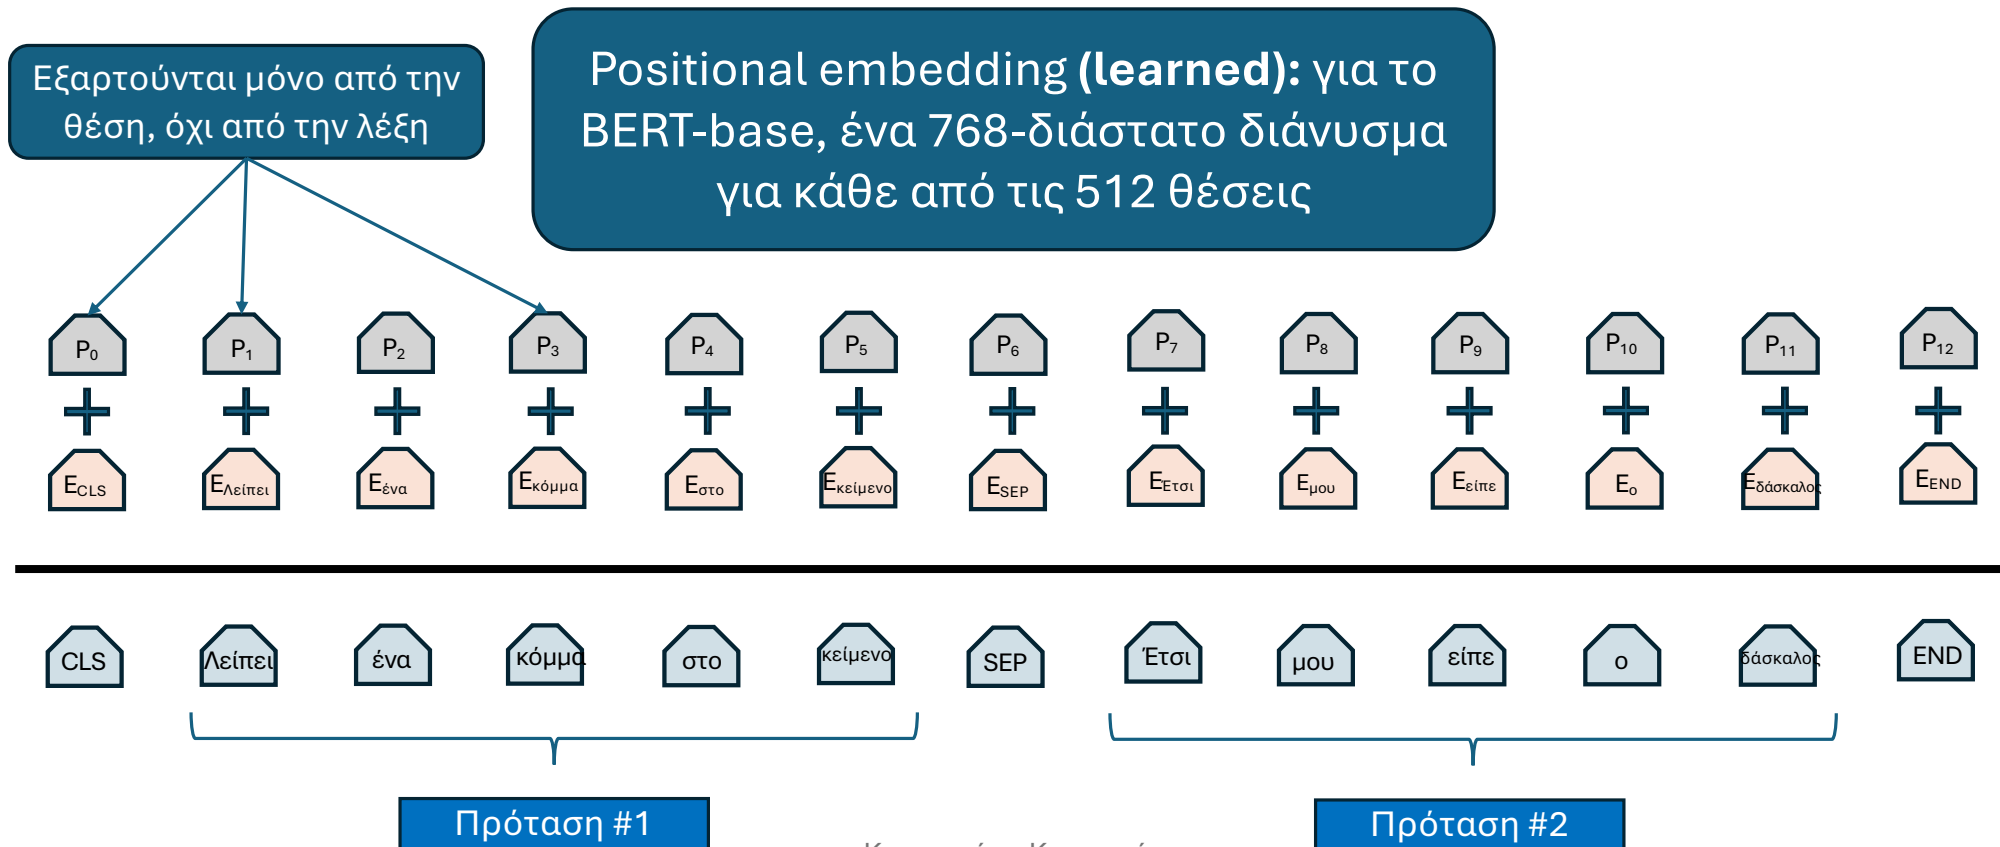 Εξαρτούνται μόνο από την
θέση, όχι από την λέξη
Positional embedding (learned): για το
BERT-base, ένα 768-διάστατο διάνυσμα
για κάθε από τις 512 θέσεις
P0 P1 P2 P3 P4 P5 P6 P7 P8 P9 P10 P11 P12
ECLS EΛείπει Eένα Eκόμμα Eστο Eκείμενο ESEP EΕτσι Eμου Eείπε Eο Eδάσκαλος EEND
CLS Λείπει ένα κόμμα στο κείμενο SEP Έτσι μου είπε ο δάσκαλος END
Πρόταση #1 Πρόταση #2